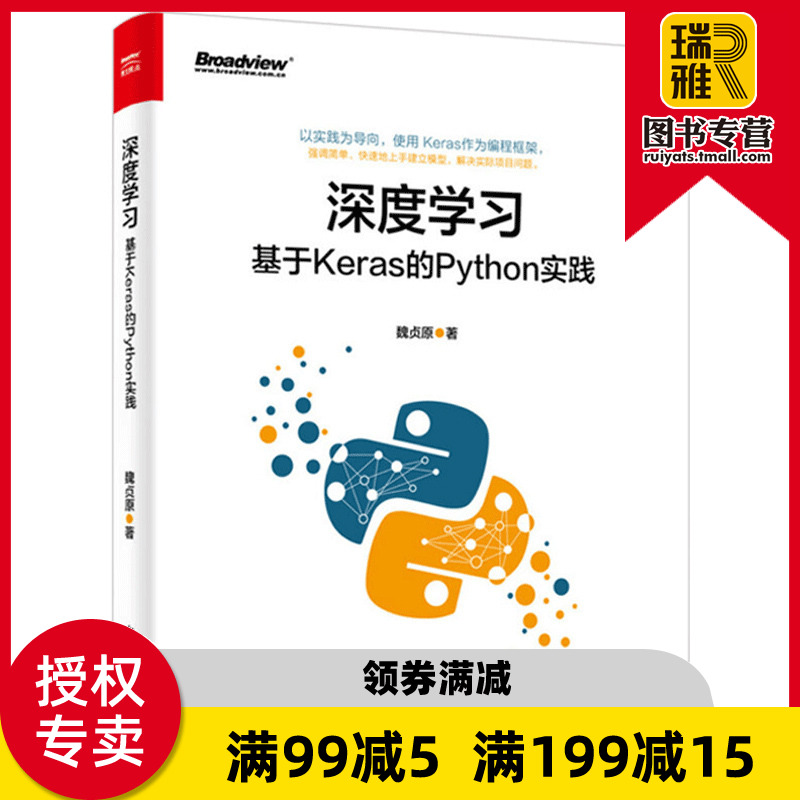 Broadview
www.broadview.com.cn
以实践为导向，使用 Keras作为编程框架，
强调简单、快速地上手建立模型，解决实际项目问题。
深度学习
基于Keras的Python实践
魏贞原 著
深度学习
基于Keras的Python实践
魏贞原 著
瑞雅
图书专营
ruiyats.tmall.com
授权
专卖
领券满减
满99减5 满199减15